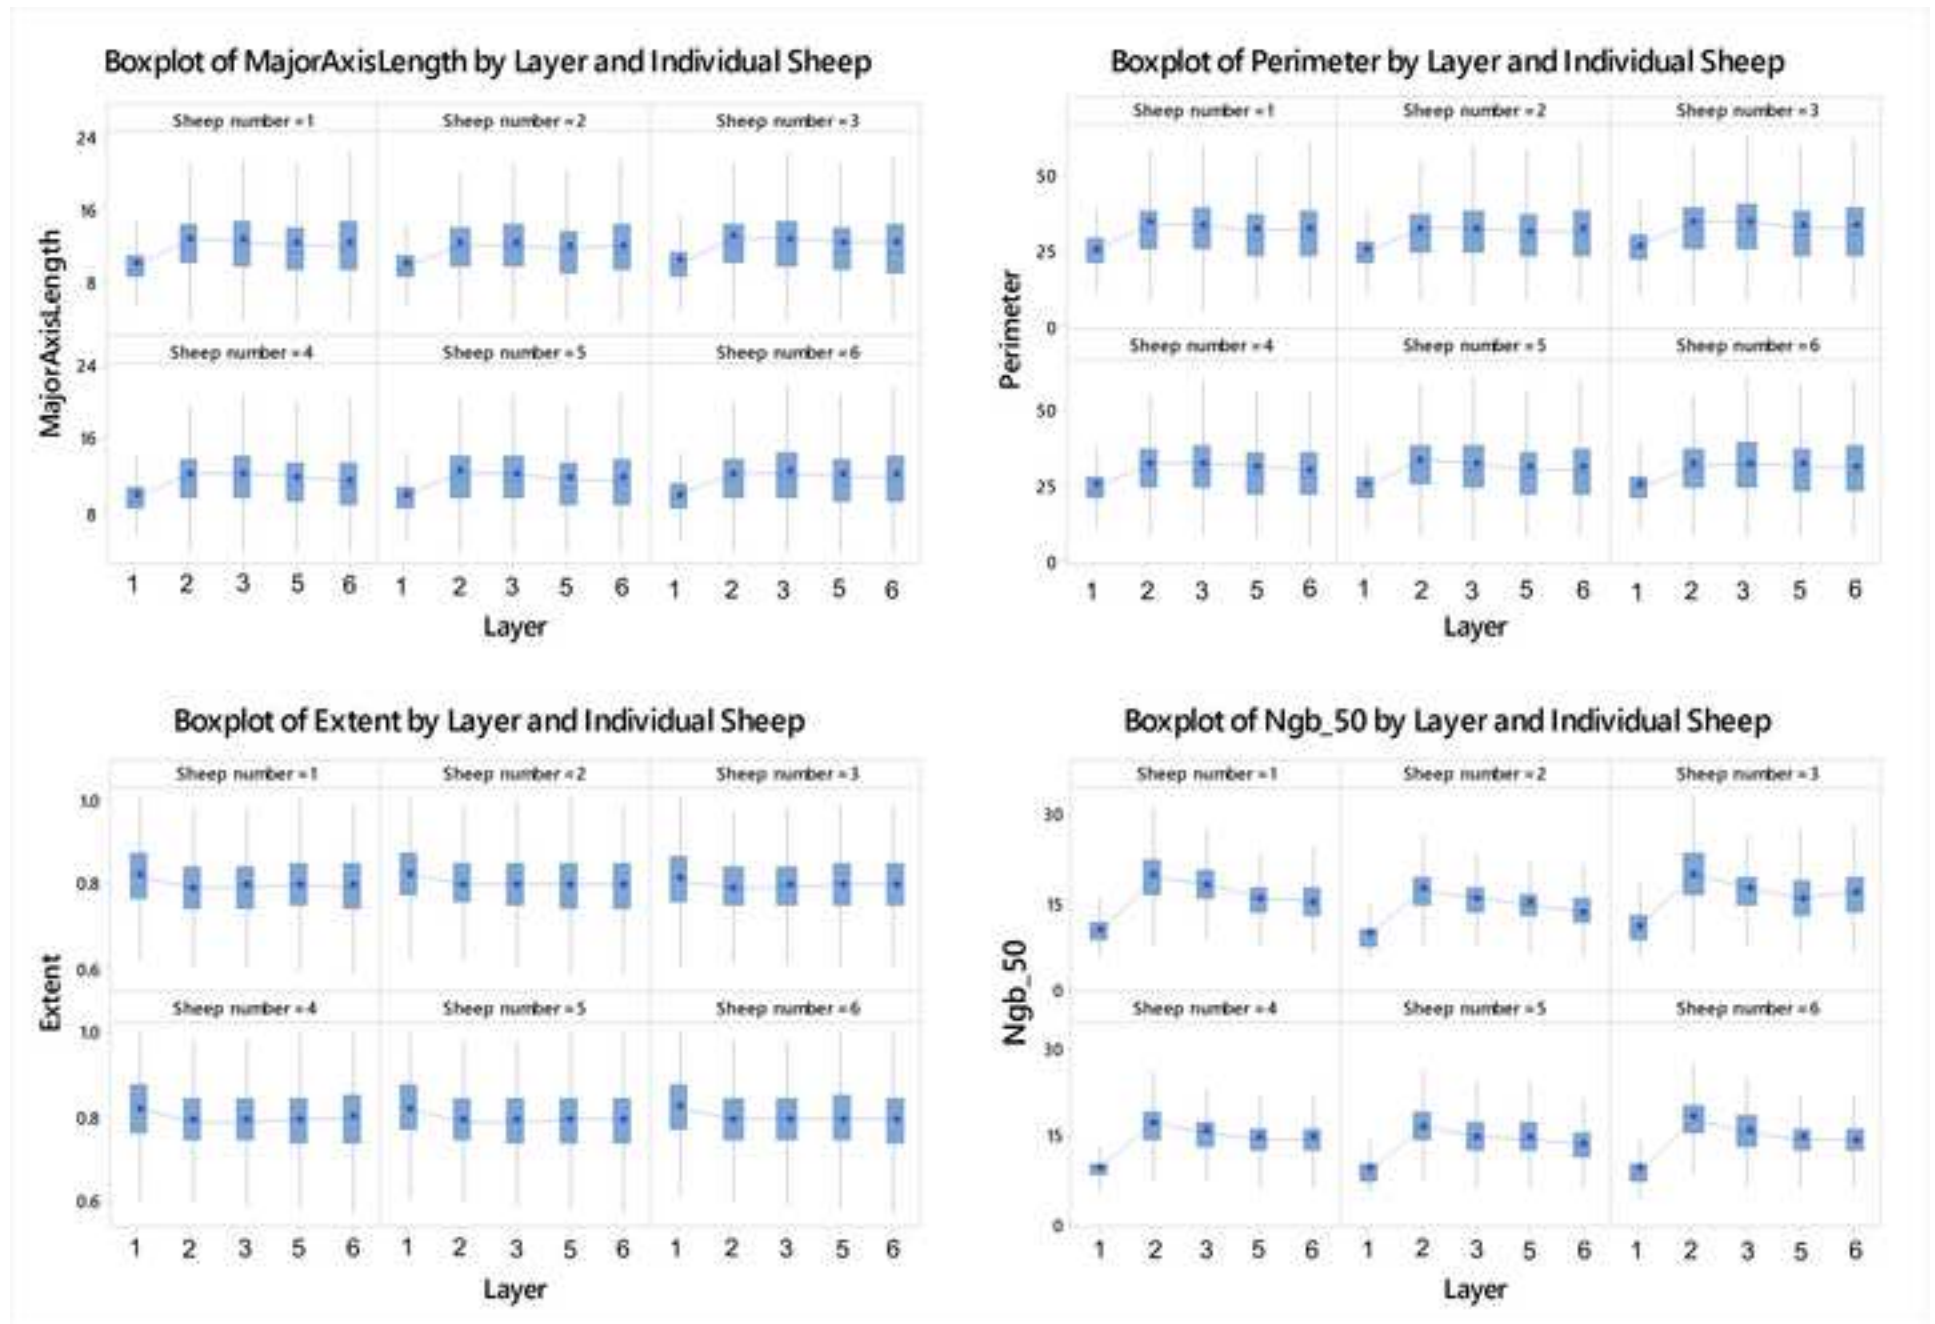 Boxplot of MajorAxisLength by Layer and Individual Sheep
Sheep number = 1 Sheep number = 2 Sheep number = 3
24
16
8
MajorAxisLength
Sheep number = 4 Sheep number = 5 Sheep number = 6
24
16
8
1 2 3 5 6 1 2 3 5 6 1 2 3 5 6
Layer
Boxplot of Perimeter by Layer and Individual Sheep
Sheep number = 1 Sheep number = 2 Sheep number = 3
50
25
0
Perimeter
Sheep number = 4 Sheep number = 5 Sheep number = 6
50
25
0
1 2 3 5 6 1 2 3 5 6 1 2 3 5 6
Layer
Boxplot of Extent by Layer and Individual Sheep
Sheep number = 1 Sheep number = 2 Sheep number = 3
1.0
0.8
0.6
Extent
Sheep number = 4 Sheep number = 5 Sheep number = 6
1.0
0.8
0.6
1 2 3 5 6 1 2 3 5 6 1 2 3 5 6
Layer
Boxplot of Ngb_50 by Layer and Individual Sheep
Sheep number = 1 Sheep number = 2 Sheep number = 3
30
15
0
Ngb_50
Sheep number = 4 Sheep number = 5 Sheep number = 6
30
15
0
1 2 3 5 6 1 2 3 5 6 1 2 3 5 6
Layer